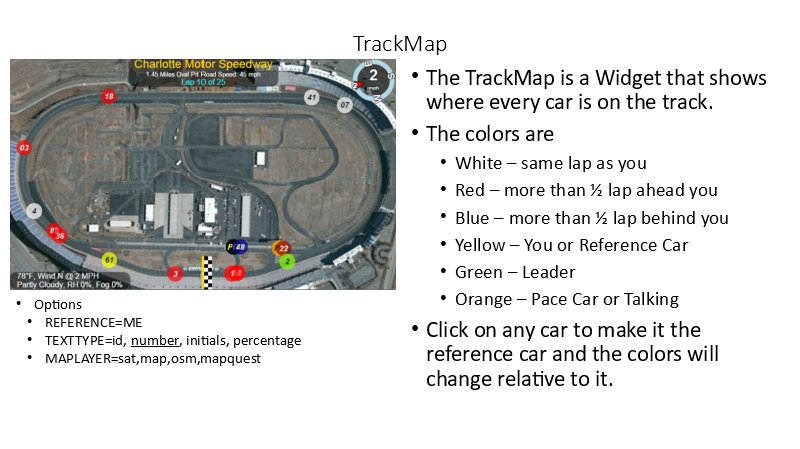 TrackMap
Charlotte Motor Speedway
1.45 Miles Oval Pit Road Speed: 45 mph
Lap 10 of 25
2
mph
18
41
07
03
4
36
61
P
48
22
2
3
78°F, Wind N @ 2 MPH
Partly Cloudy, RH 0%, Fog 0%
• Options
• REFERENCE=ME
• TEXTTYPE=id, number, initials, percentage
• MAPLAYER=sat,map,osm,mapquest
• The TrackMap is a Widget that shows
where every car is on the track.
• The colors are
• White – same lap as you
• Red – more than ½ lap ahead you
• Blue – more than ½ lap behind you
• Yellow – You or Reference Car
• Green – Leader
• Orange – Pace Car or Talking
• Click on any car to make it the
reference car and the colors will
change relative to it.